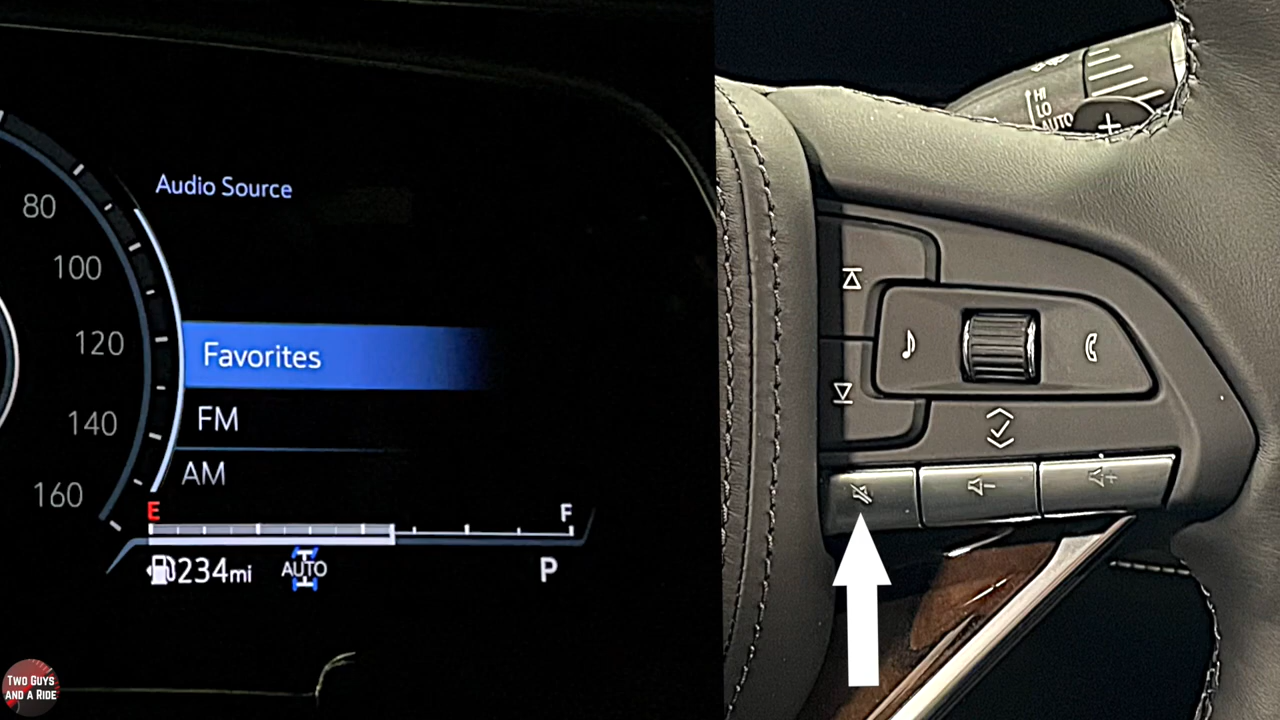 80
100
120
140
160
Audio Source
Favorites
FM
AM
E
F
234mi
AUTO
P
HI
LO
AUTO
TWO GUYS
AND A RIDE